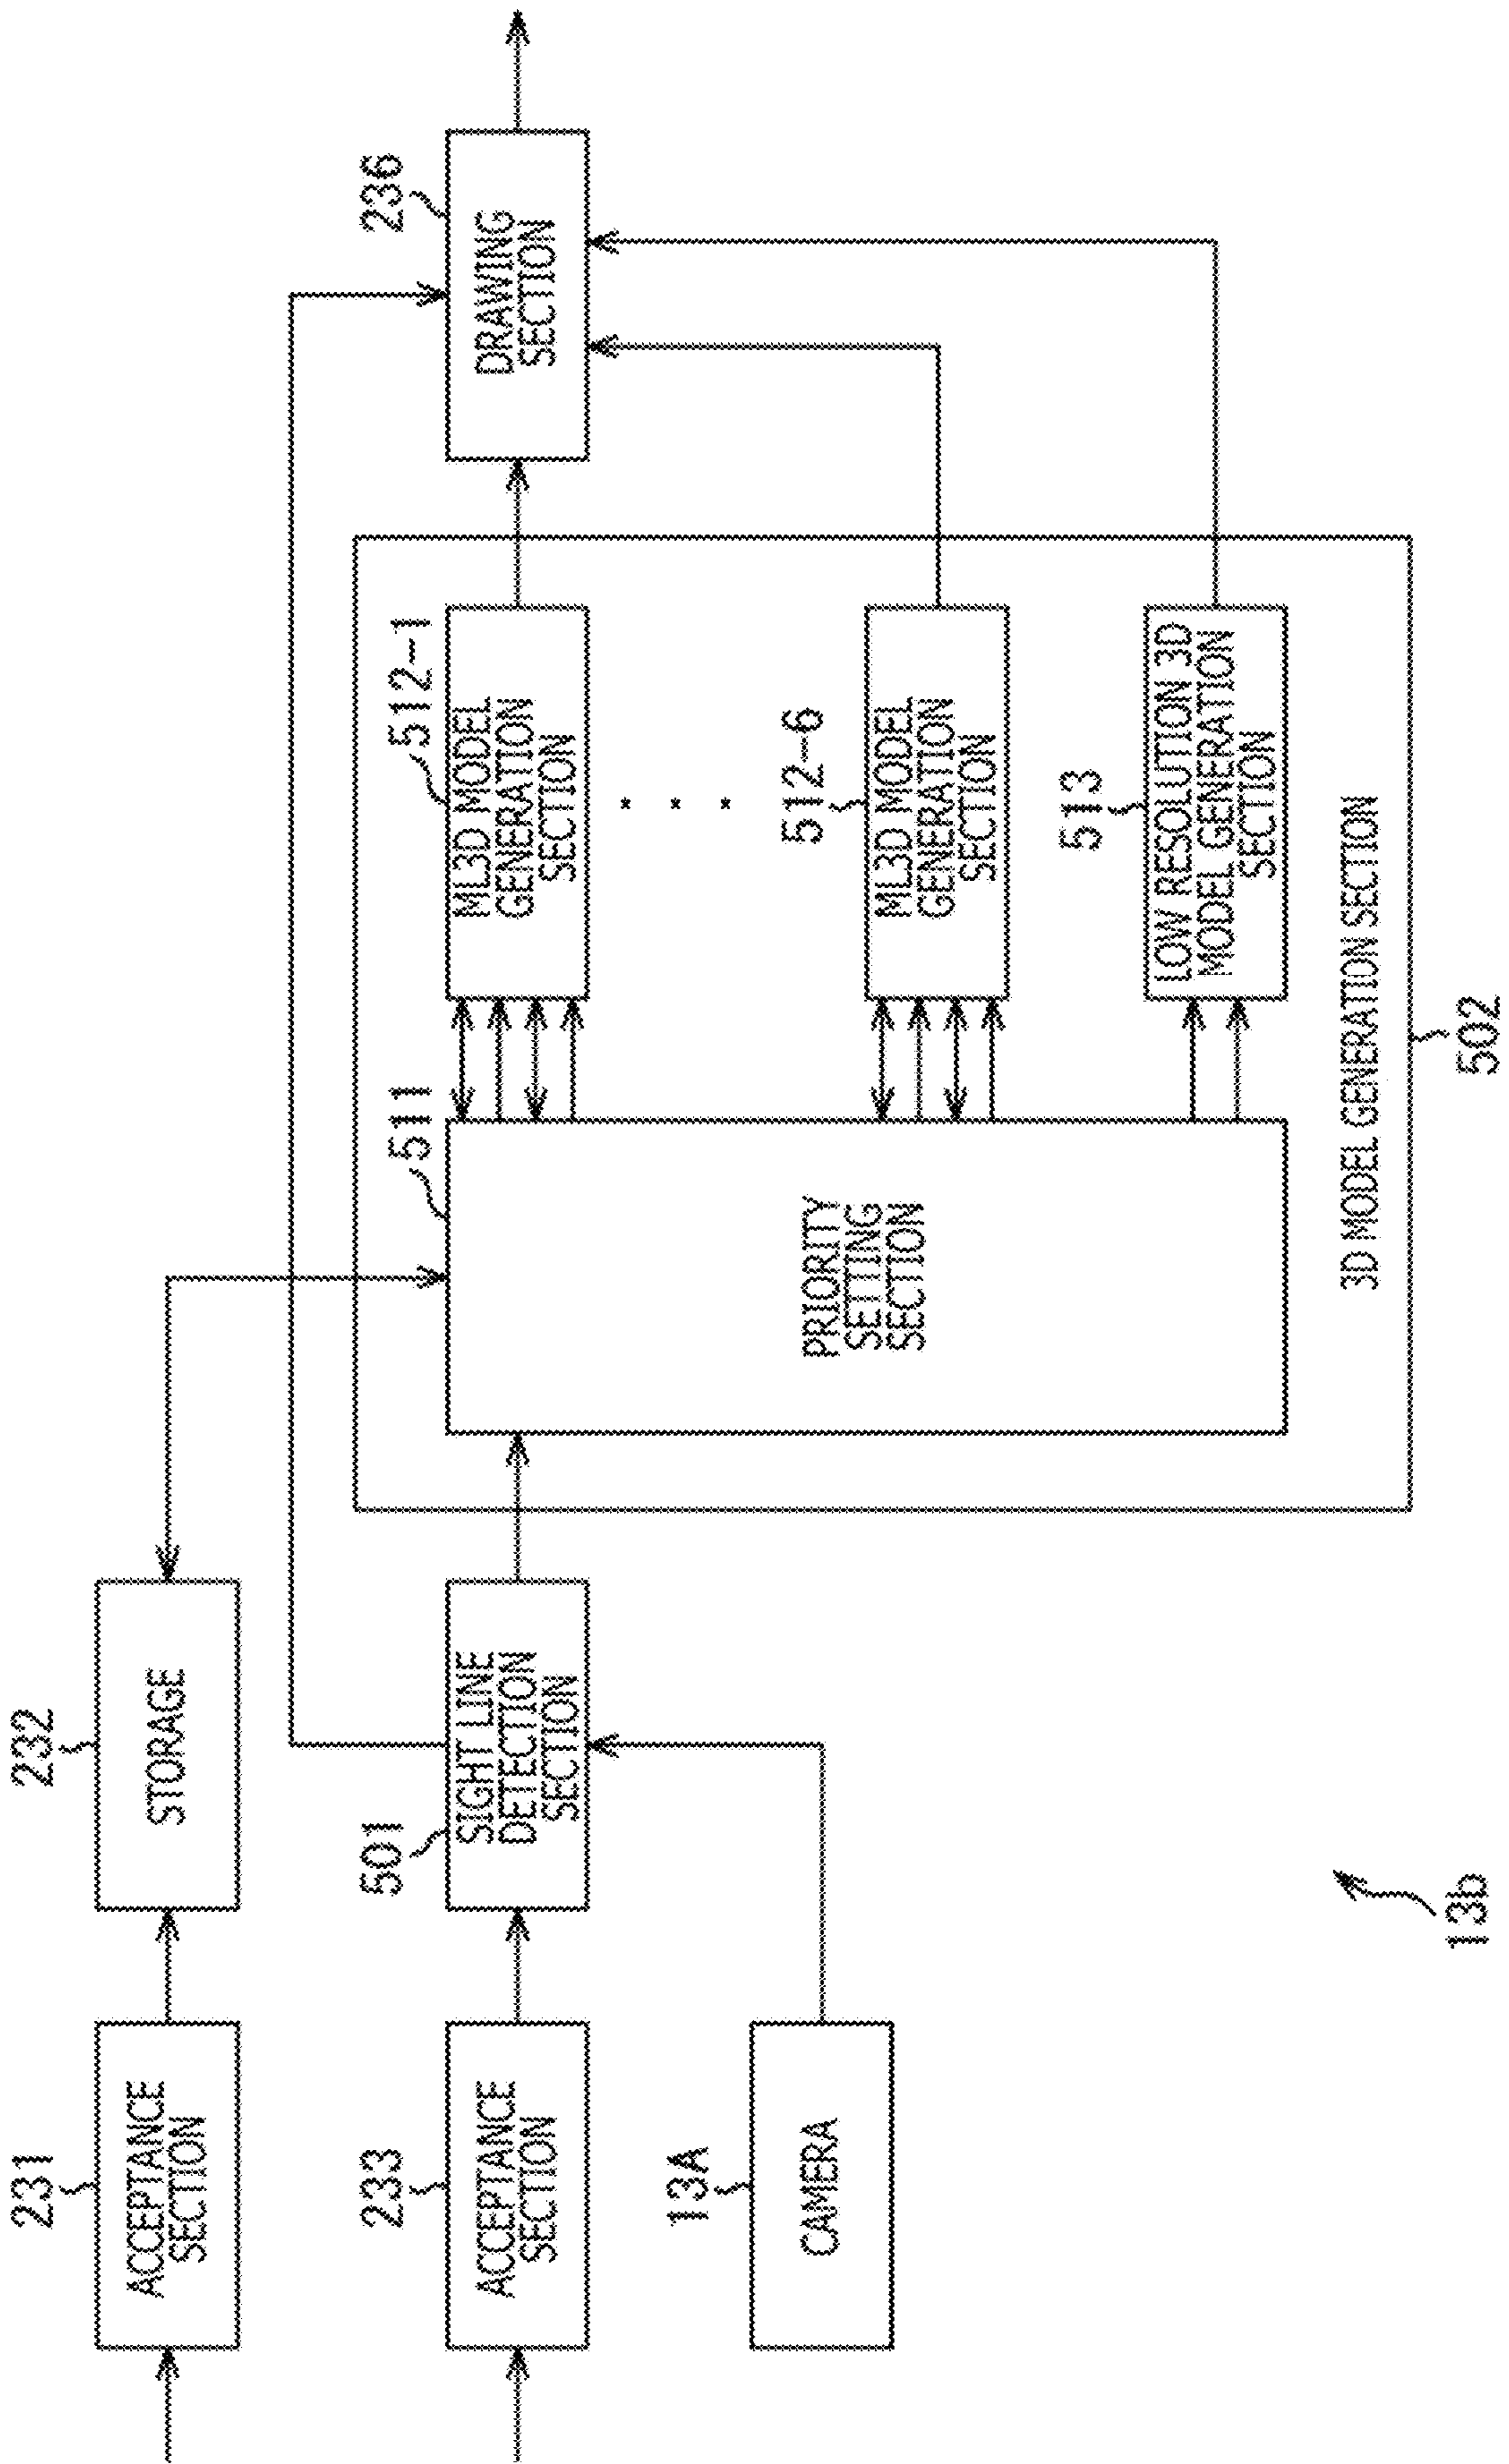 231
ACCEPTANCE
SECTION
232
STORAGE
233
ACCEPTANCE
SECTION
501
SIGHT LINE
DETECTION
SECTION
13A
CAMERA
511
PRIORITY
SETTING
SECTION
512-1
ML3D MODEL
GENERATION
SECTION
. . .
512-6
ML3D MODEL
GENERATION
SECTION
513
LOW RESOLUTION 3D
MODEL GENERATION
SECTION
3D MODEL GENERATION SECTION
502
236
DRAWING
SECTION
13b